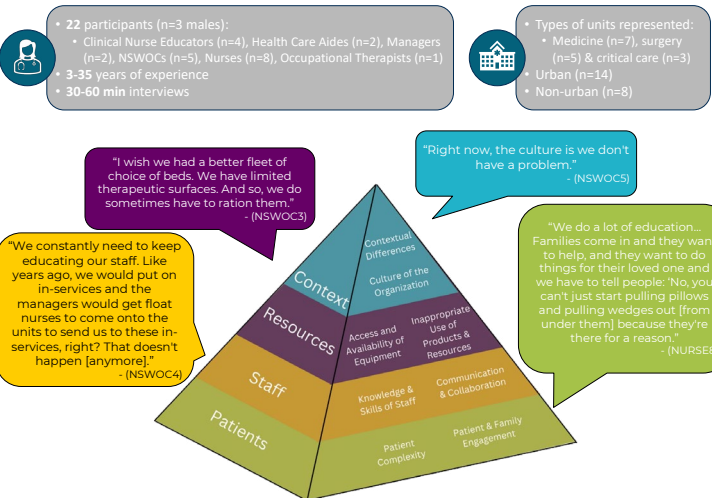 • 22 participants (n=3 males):
• Clinical Nurse Educators (n=4), Health Care Aides (n=2), Managers
(n=2), NSWOCs (n=5), Nurses (n=8), Occupational Therapists (n=1)
• 3-35 years of experience
• 30-60 min interviews
• Types of units represented:
• Medicine (n=7), surgery
(n=5) & critical care (n=3)
• Urban (n=14)
• Non-urban (n=8)
“I wish we had a better fleet of
choice of beds. We have limited
therapeutic surfaces. And so, we do
sometimes have to ration them.”
- (NSWOC3)
“Right now, the culture is we don't
have a problem.”
- (NSWOC5)
“We constantly need to keep
educating our staff. Like
years ago, we would put on
in-services and the
managers would get float
nurses to come onto the
units to send us to these in-
services, right? That doesn't
happen [anymore].”
- (NSWOC4)
“We do a lot of education...
Families come in and they want
to help, and they want to do
things for their loved one and
we have to tell people: ‘No, you
can't just start pulling pillows
and pulling wedges out [from
under them] because they're
there for a reason.”
- (NURSE
Context
Contextual
Differences
Culture of the
Organization
Resources
Access and
Availability of
Equipment
Inappropriate
Use of
Products &
Resources
Staff
Knowledge &
Skills of Staff
Communication
& Collaboration
Patients
Patient
Complexity
Patient & Family
Engagement